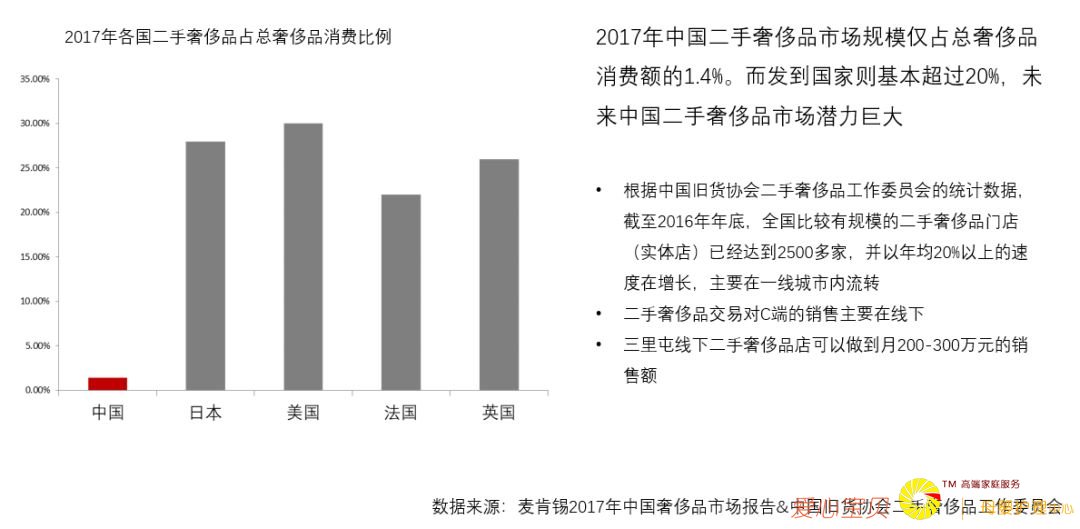 2017年各国二手奢侈品占总奢侈品消费比例
35.00%
30.00%
25.00%
20.00%
15.00%
10.00%
5.00%
0.00%
中国 日本 美国 法国 英国
2017年中国二手奢侈品市场规模仅占总奢侈品
消费额的1.4%。而发到国家则基本超过20%，未
来中国二手奢侈品市场潜力巨大
• 根据中国旧货协会二手奢侈品工作委员会的统计数据，
截至2016年年底，全国比较有规模的二手奢侈品门店
（实体店）已经达到2500多家，并以年均20%以上的速
度在增长，主要在一线城市内流转
• 二手奢侈品交易对C端的销售主要在线下
• 三里屯线下二手奢侈品店可以做到月200-300万元的销
售额
数据来源：麦肯锡2017年中国奢侈品市场报告&中国旧货协会二手奢侈品工作委员会
爱心宝贝
TM 高端家庭服务